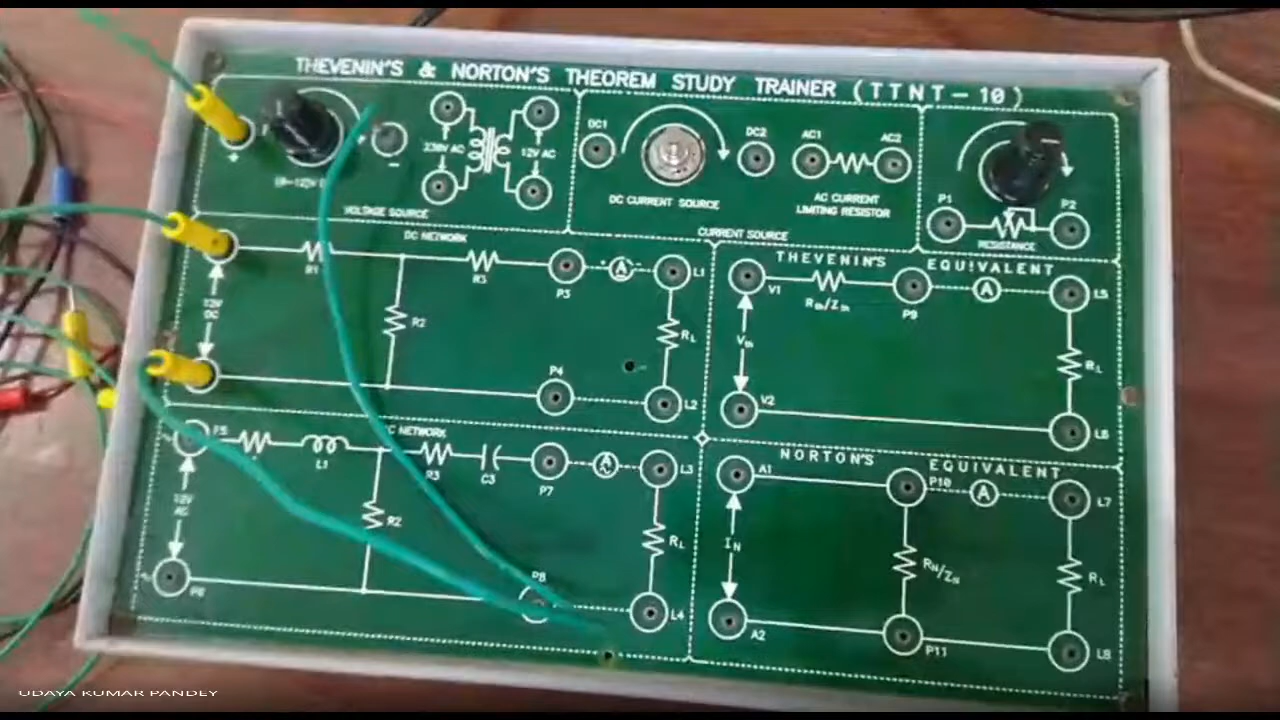 THEVENIN'S & NORTON'S THEOREM STUDY TRAINER (TTNT-10)
+
-
230V AC
12V AC
VOLTAGE SOURCE
DC1
DC2
DC CURRENT SOURCE
AC1
AC2
AC CURRENT
LIMITING RESISTOR
CURRENT SOURCE
P1
P2
RESISTANCE
DC NETWORK
R1
R3
P3
A
L1
12V
DC
R2
RL
P4
L2
THEVENIN'S EQUIVALENT
V1
Rth/Zth
P9
A
L5
Vth
RL
V2
L6
C NETWORK
P5
L1
R3
C3
P7
A
L3
12V
AC
R2
RL
P6
P8
L4
NORTON'S EQUIVALENT
A1
P10
A
L7
IN
RN/ZN
RL
A2
P11
L8
UDAYA KUMAR PANDEY